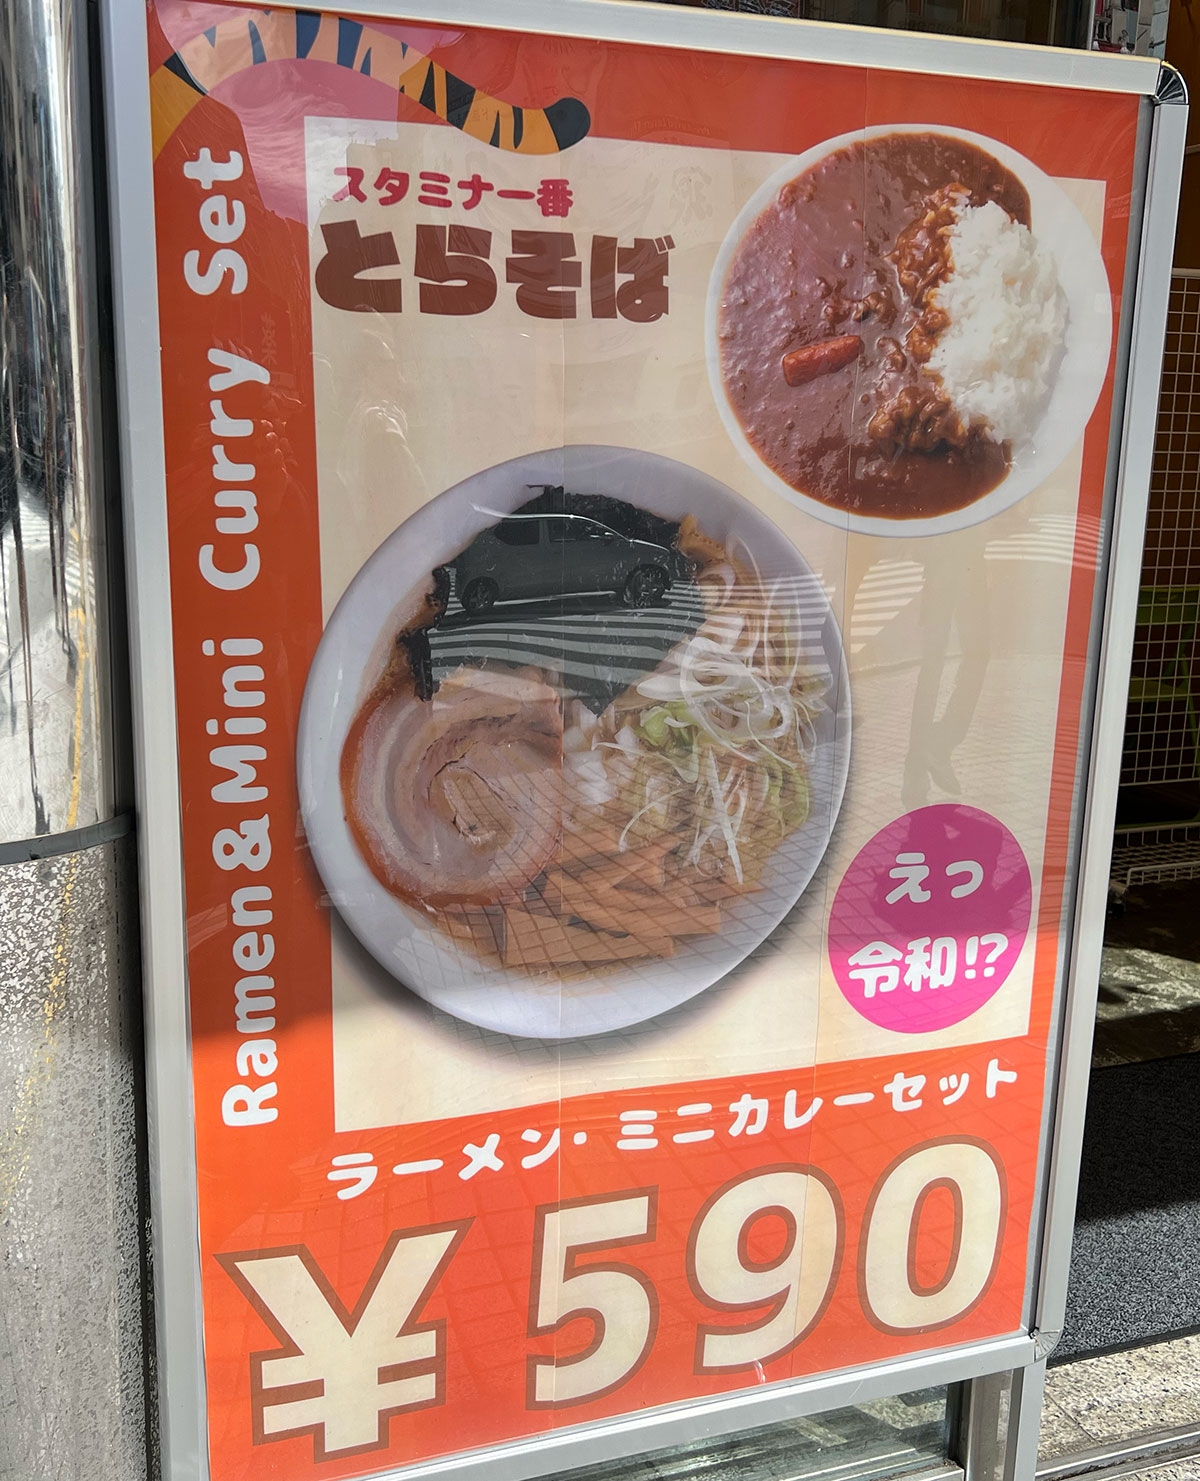 スタミナ一番
とらそば
Ramen&Mini Curry Set
えっ
令和!?
ラーメン・ミニカレーセット
¥590